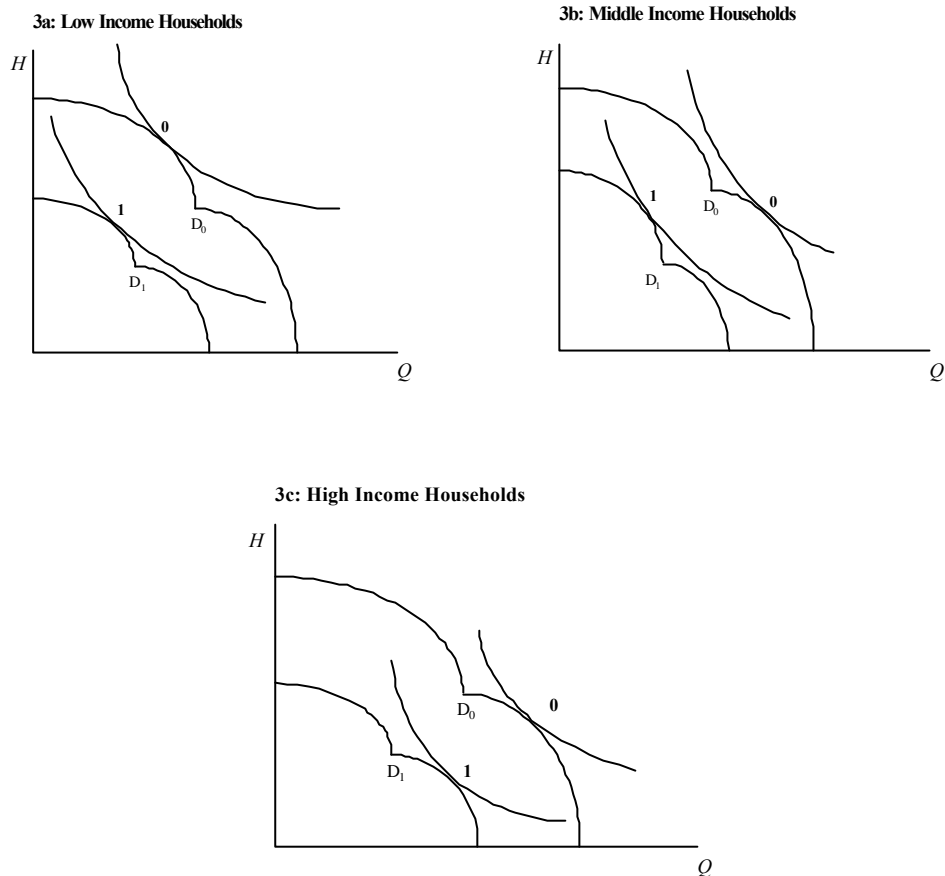 3a: Low Income Households
H
0
1
D₀
D₁
Q
3b: Middle Income Households
H
1
0
D₀
D₁
Q
3c: High Income Households
H
0
D₀
D₁
1
Q